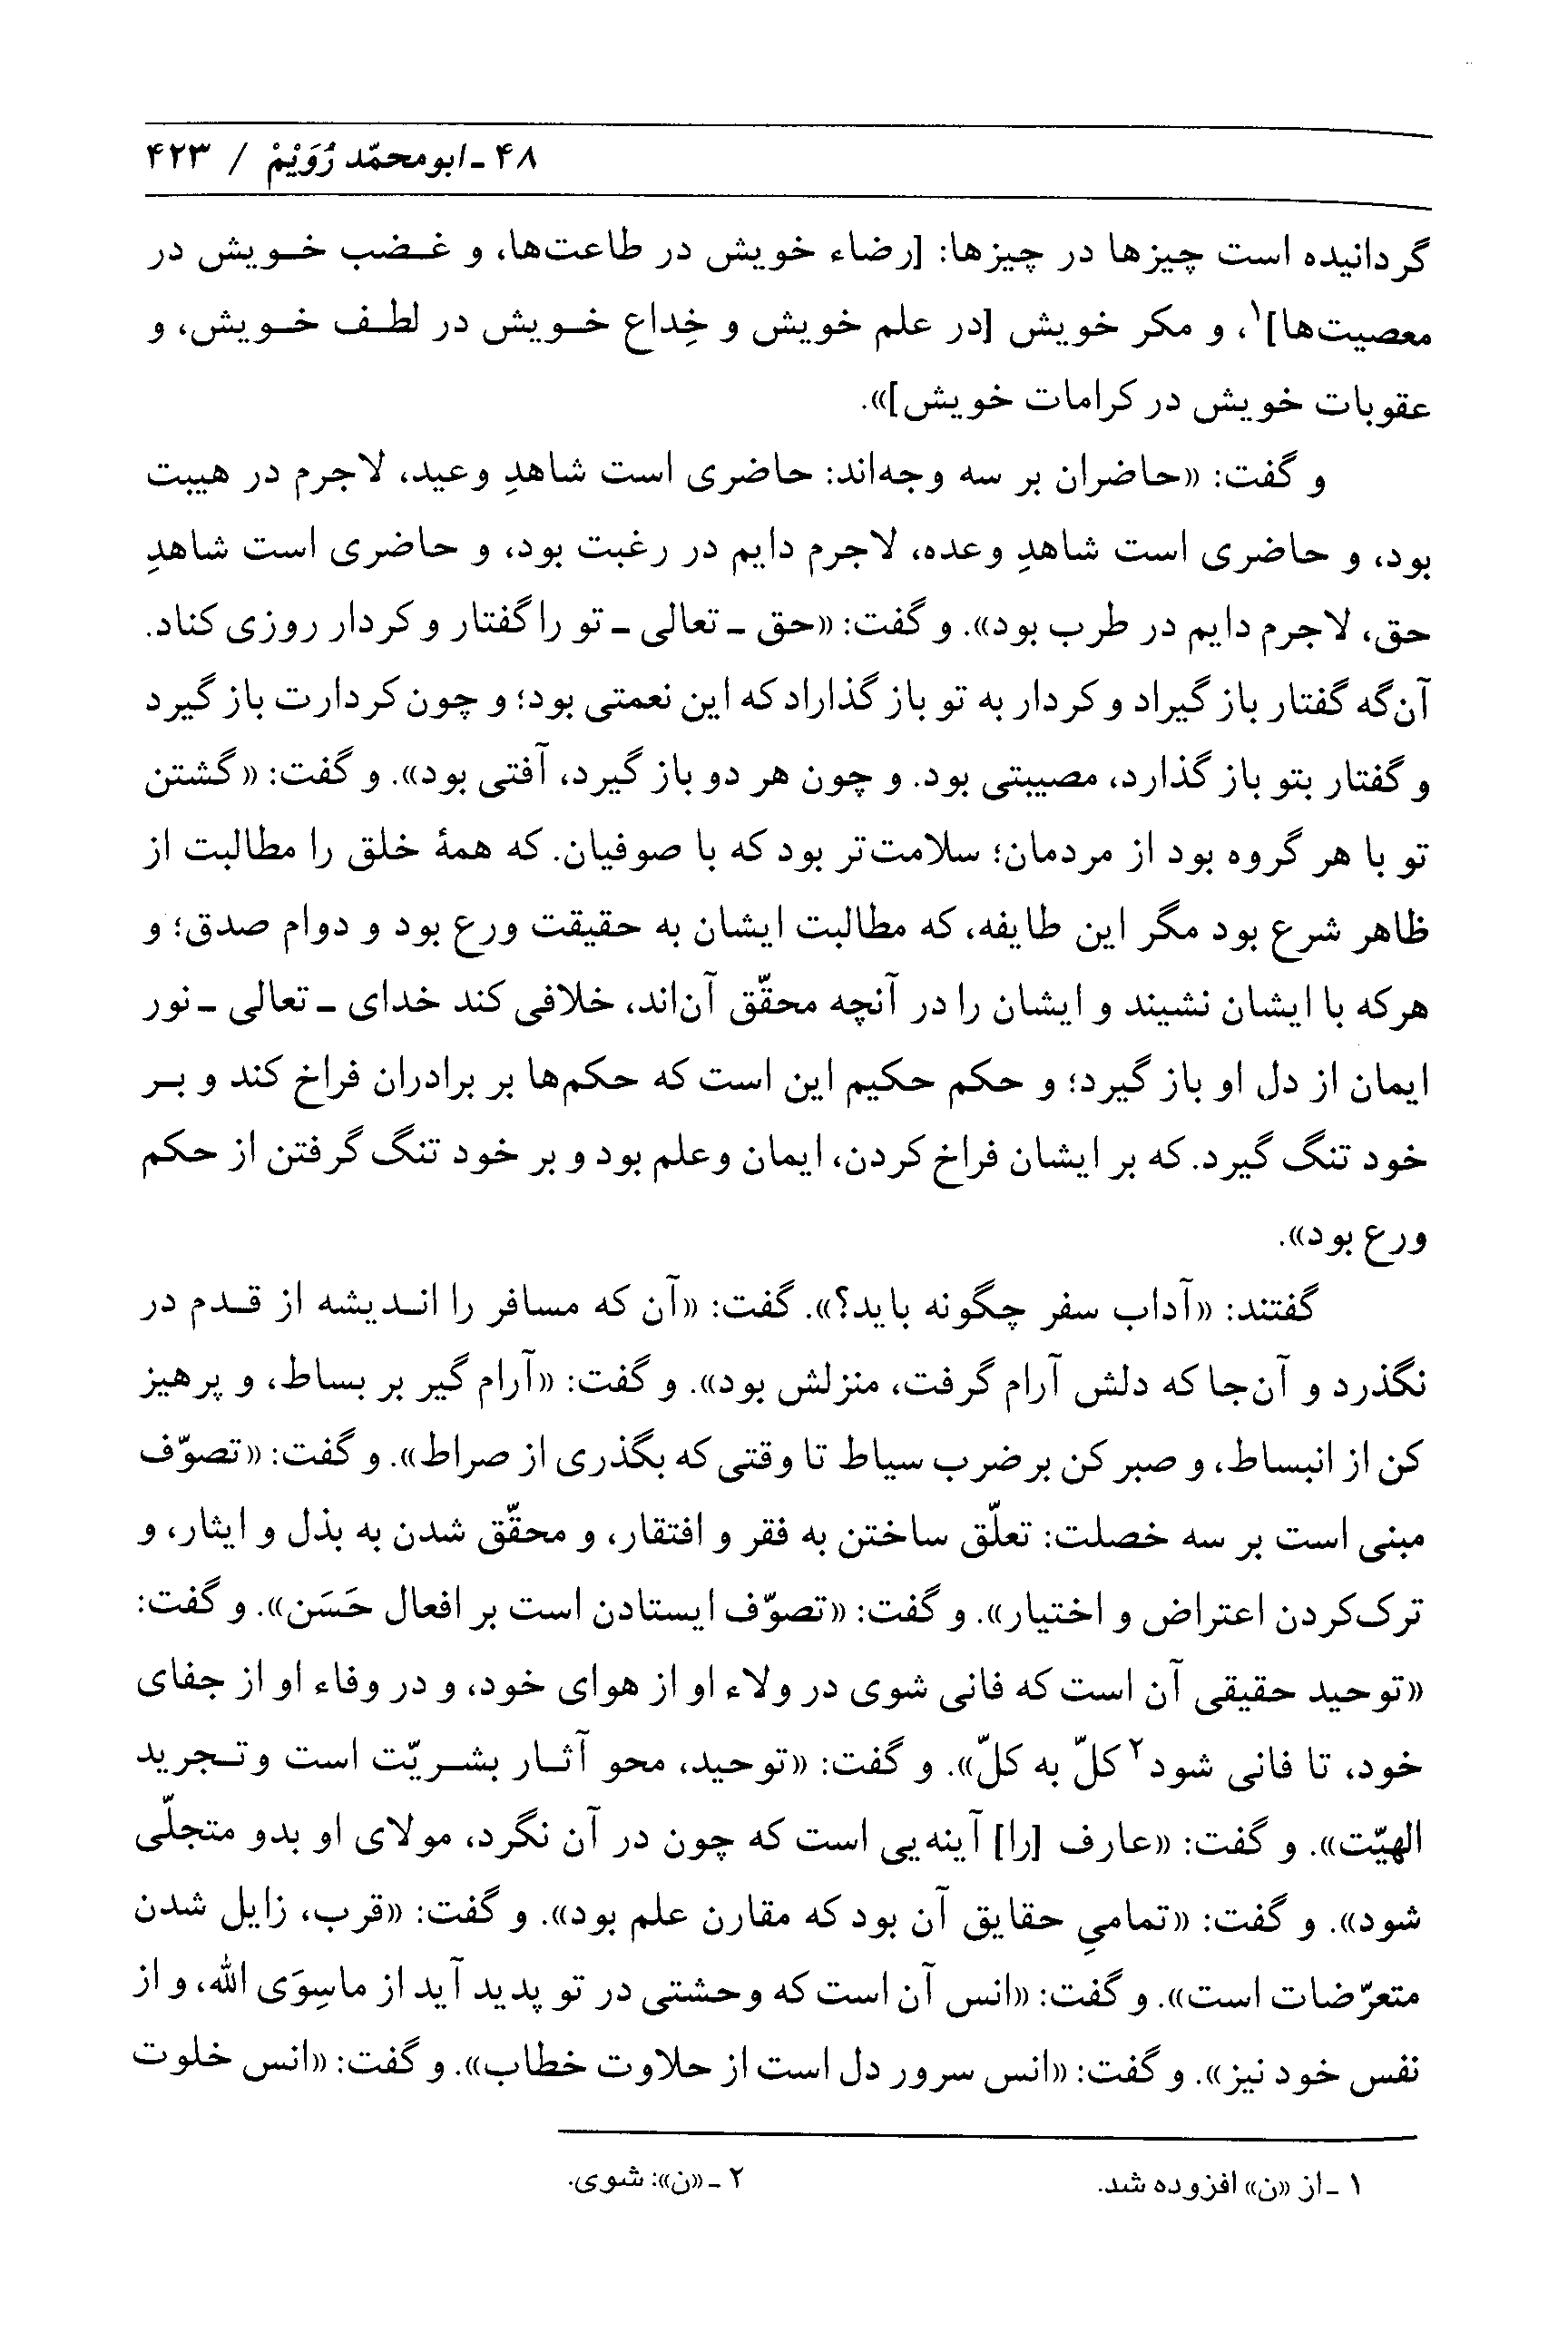 ۴۸ ـ ابومحمّد رُوَیْمْ / ۴۲۳
گردانیده است چیزها در چیزها: [رضاء خویش در طاعت‌ها، و غضب خویش در
معصیت‌ها]۱، و مکر خویش [در علم خویش و خِداع خویش در لطف خویش، و
عقوبات خویش در کرامات خویش]».
و گفت: «حاضران بر سه وجه‌اند: حاضری است شاهدِ وعید، لاجرم در هیبت
بود، و حاضری است شاهدِ وعده، لاجرم دایم در رغبت بود، و حاضری است شاهدِ
حق، لاجرم دایم در طرب بود». و گفت: «حق ـ تعالی ـ تو را گفتار و کردار روزی کناد.
آن‌گه گفتار باز گیراد و کردار به تو باز گذاراد که این نعمتی بود؛ و چون کردارت باز گیرد
و گفتار بتو باز گذارد، مصیبتی بود. و چون هر دو باز گیرد، آفتی بود». و گفت: «گشتن
تو با هر گروه بود از مردمان؛ سلامت‌تر بود که با صوفیان. که همۀ خلق را مطالبت از
ظاهر شرع بود مگر این طایفه، که مطالبت ایشان به حقیقت ورع بود و دوام صدق؛ و
هرکه با ایشان نشیند و ایشان را در آنچه محقّق آن‌اند، خلافی کند خدای ـ تعالی ـ نور
ایمان از دل او باز گیرد؛ و حکم حکیم این است که حکم‌ها بر برادران فراخ کند و بر
خود تنگ گیرد. که بر ایشان فراخ کردن، ایمان وعلم بود و بر خود تنگ گرفتن از حکم
ورع بود».
گفتند: «آداب سفر چگونه باید؟». گفت: «آن که مسافر را اندیشه از قدم در
نگذرد و آن‌جا که دلش آرام گرفت، منزلش بود». و گفت: «آرام گیر بر بساط، و پرهیز
کن از انبساط، و صبر کن بر ضرب سیاط تا وقتی که بگذری از صراط». و گفت: «تصوّف
مبنی است بر سه خصلت: تعلّق ساختن به فقر و افتقار، و محقّق شدن به بذل و ایثار، و
ترک‌کردن اعتراض و اختیار». و گفت: «تصوّف ایستادن است بر افعال حَسَن». و گفت:
«توحید حقیقی آن است که فانی شوی در ولاء او از هوای خود، و در وفاء او از جفای
خود، تا فانی شود۲ کلّ به کلّ». و گفت: «توحید، محو آثار بشریّت است وتجرید
الهیّت». و گفت: «عارف [را] آینه‌یی است که چون در آن نگرد، مولای او بدو متجلّی
شود». و گفت: «تمامیِ حقایق آن بود که مقارن علم بود». و گفت: «قرب، زایل شدن
متعرّضات است». و گفت: «انس آن است که وحشتی در تو پدید آید از ماسِوَی الله، و از
نفس خود نیز». و گفت: «انس سرور دل است از حلاوت خطاب». و گفت: «انس خلوت
۱ ـ از «ن» افزوده شد.
۲ ـ «ن»: شوی.